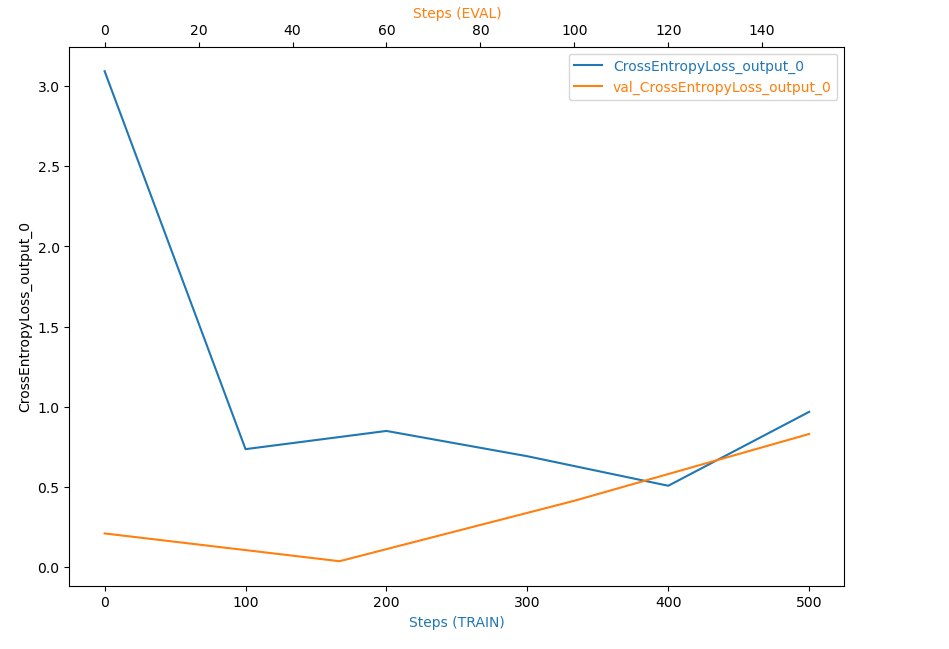 Steps (EVAL)
0 20 40 60 80 100 120 140
CrossEntropyLoss_output_0
val_CrossEntropyLoss_output_0
3.0
2.5
2.0
1.5
1.0
0.5
0.0
CrossEntropyLoss_output_0
0 100 200 300 400 500
Steps (TRAIN)